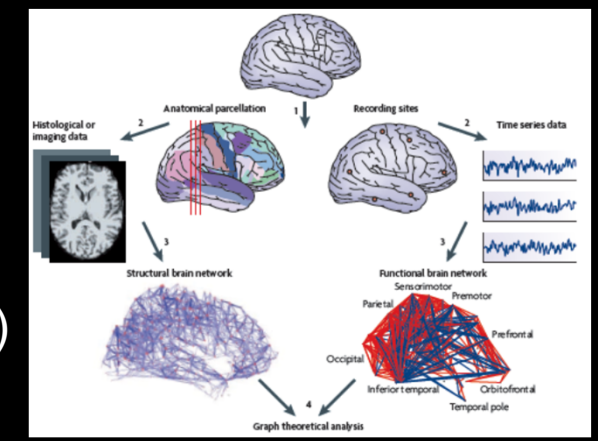 Anatomical parcellation
1
Recording sites
Histological or
imaging data
2
2
Time series data
3
3
Structural brain network
Functional brain network
Sensorimotor
Parietal
Premotor
Prefrontal
Occipital
Inferior temporal
Orbitofrontal
Temporal pole
4
Graph theoretical analysis
)